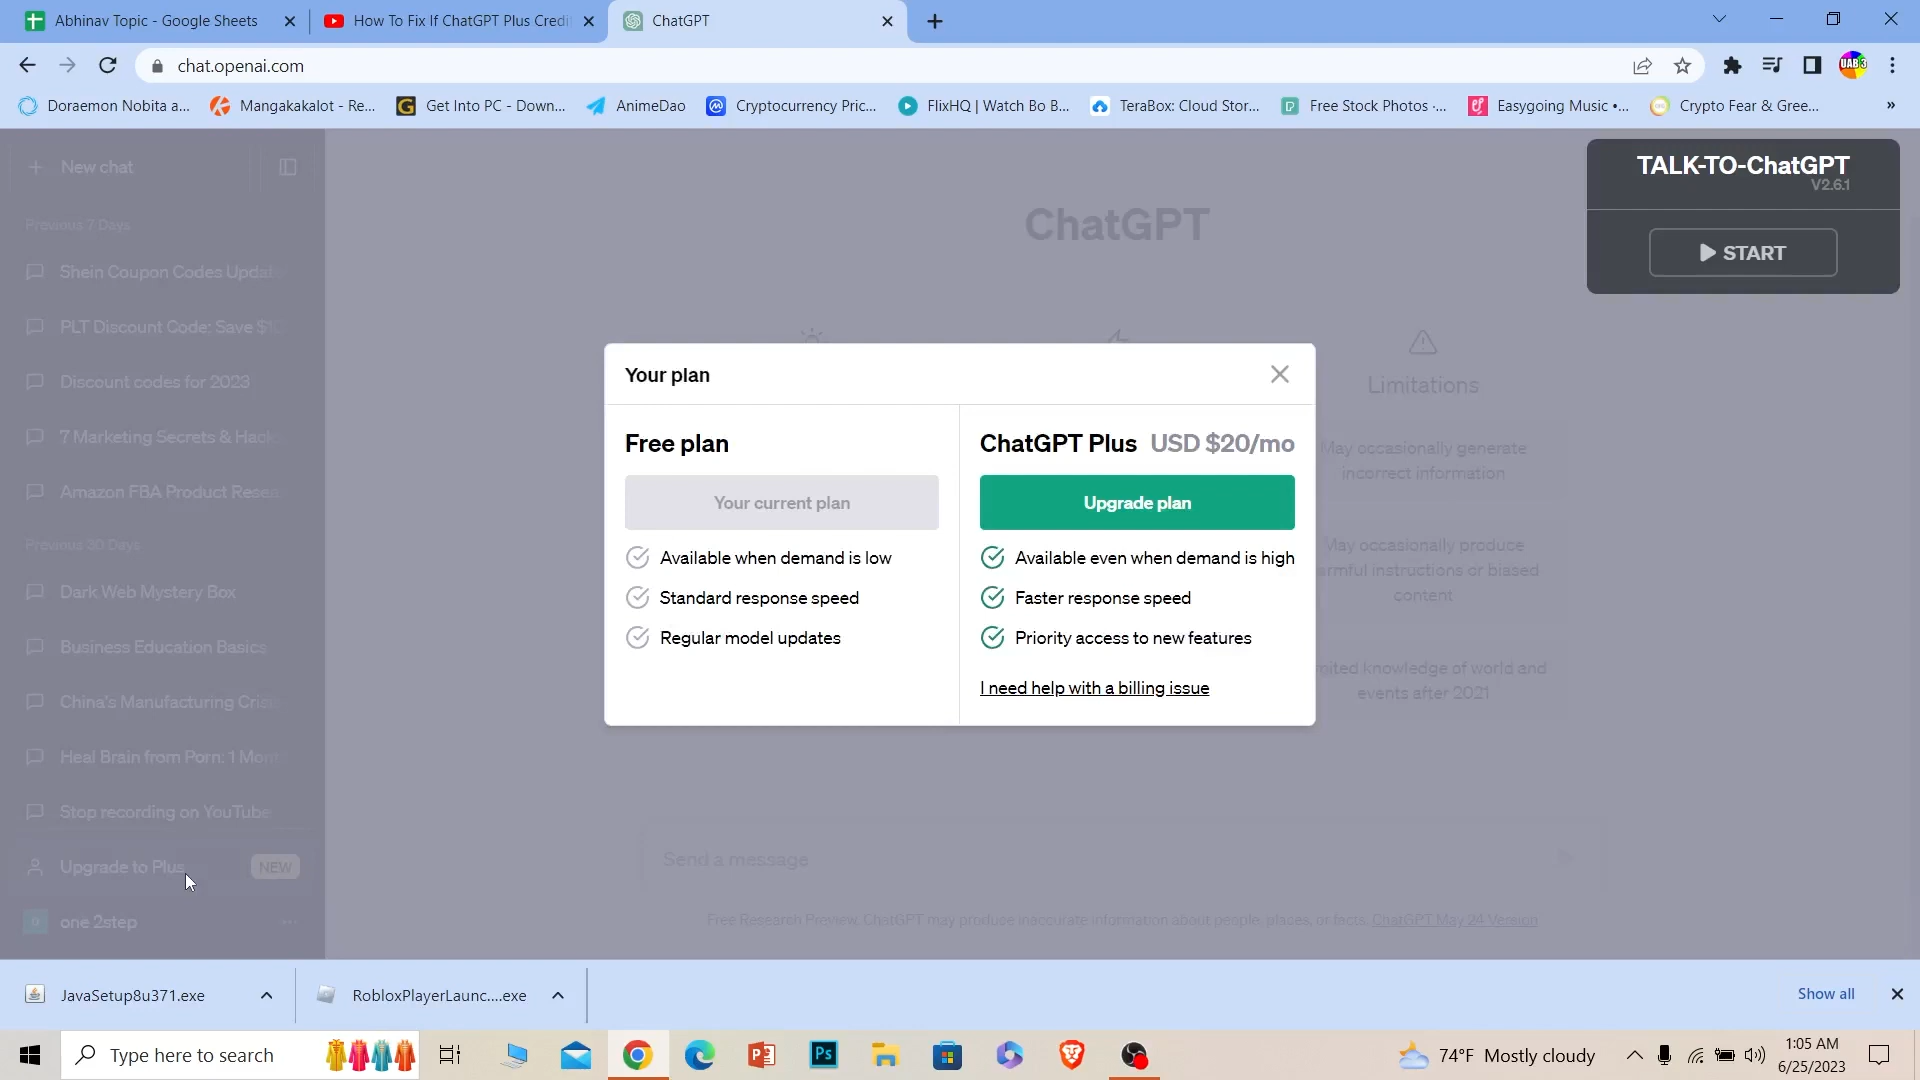 Abhinav Topic - Google Sheets
How To Fix If ChatGPT Plus Credi
ChatGPT
chat.openai.com
UAB 3
Doraemon Nobita a...
Mangakakalot - Re...
Get Into PC - Down...
AnimeDao
Cryptocurrency Pric...
FlixHQ | Watch Bo B...
TeraBox: Cloud Stor...
Free Stock Photos ·...
Easygoing Music •...
Crypto Fear & Gree...
»
New chat
Previous 7 Days
Shein Coupon Codes Update
PLT Discount Code: Save $10
Discount codes for 2023
7 Marketing Secrets & Hacks
Amazon FBA Product Resea
Previous 30 Days
Dark Web Mystery Box
Business Education Basics
China's Manufacturing Crisis
Heal Brain from Porn: 1 Mont
Stop recording on YouTube
Upgrade to Plus
NEW
one 2step
ChatGPT
TALK-TO-ChatGPT
V2.6.1
START
Limitations
May occasionally generate
incorrect information
May occasionally produce
armful instructions or biased
content
mited knowledge of world and
events after 2021
Your plan
Free plan
Your current plan
Available when demand is low
Standard response speed
Regular model updates
ChatGPT Plus USD $20/mo
Upgrade plan
Available even when demand is high
Faster response speed
Priority access to new features
I need help with a billing issue
Send a message
Free Research Preview. ChatGPT may produce inaccurate information about people, places, or facts. ChatGPT May 24 Version
JavaSetup8u371.exe
RobloxPlayerLaunc....exe
Show all
Type here to search
Ps
74°F Mostly cloudy
1:05 AM
6/25/2023